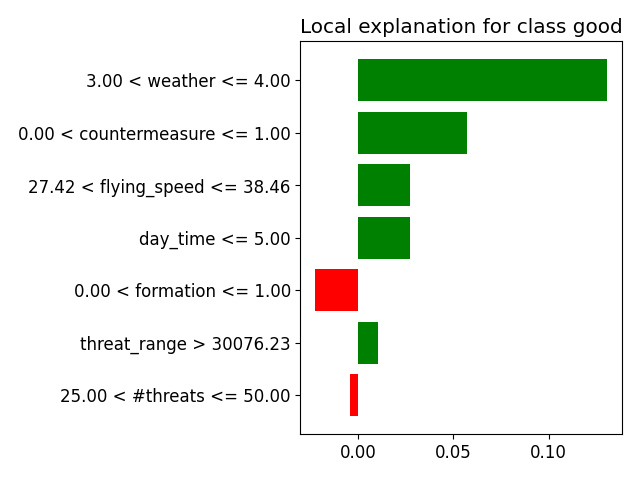 Local explanation for class good
3.00 < weather <= 4.00
0.00 < countermeasure <= 1.00
27.42 < flying_speed <= 38.46
day_time <= 5.00
0.00 < formation <= 1.00
threat_range > 30076.23
25.00 < #threats <= 50.00
0.00 0.05 0.10